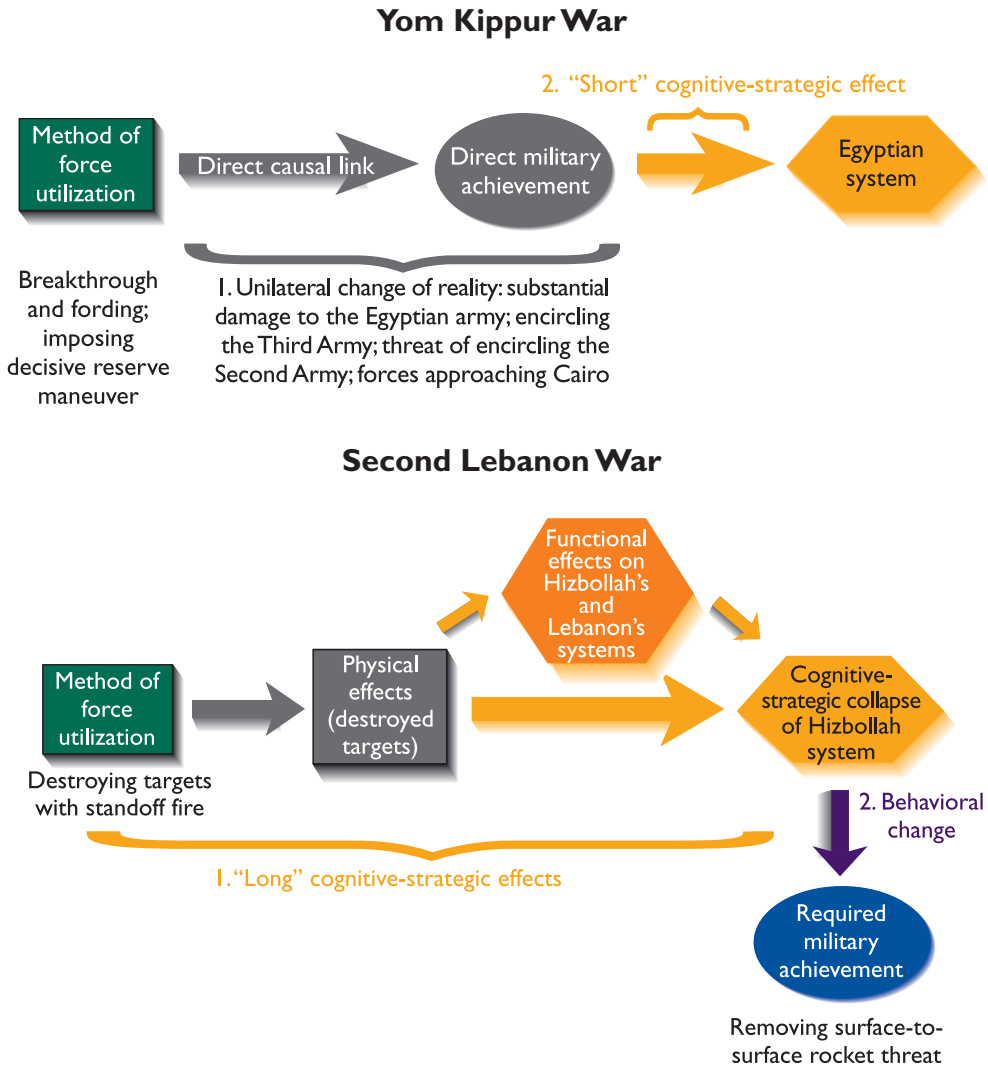 Yom Kippur War
2. “Short” cognitive-strategic effect
Method of
force
utilization
Direct causal link
Direct military
achievement
Egyptian
system
Breakthrough
and fording;
imposing
decisive reserve
maneuver
1. Unilateral change of reality: substantial
damage to the Egyptian army; encircling
the Third Army; threat of encircling the
Second Army; forces approaching Cairo
Second Lebanon War
Functional
effects on
Hizbollah’s
and
Lebanon’s
systems
Method of
force
utilization
Physical
effects
(destroyed
targets)
Cognitive-
strategic collapse
of Hizbollah
system
Destroying targets
with standoff fire
2. Behavioral
change
1. “Long” cognitive-strategic effects
Required
military
achievement
Removing surface-to-
surface rocket threat